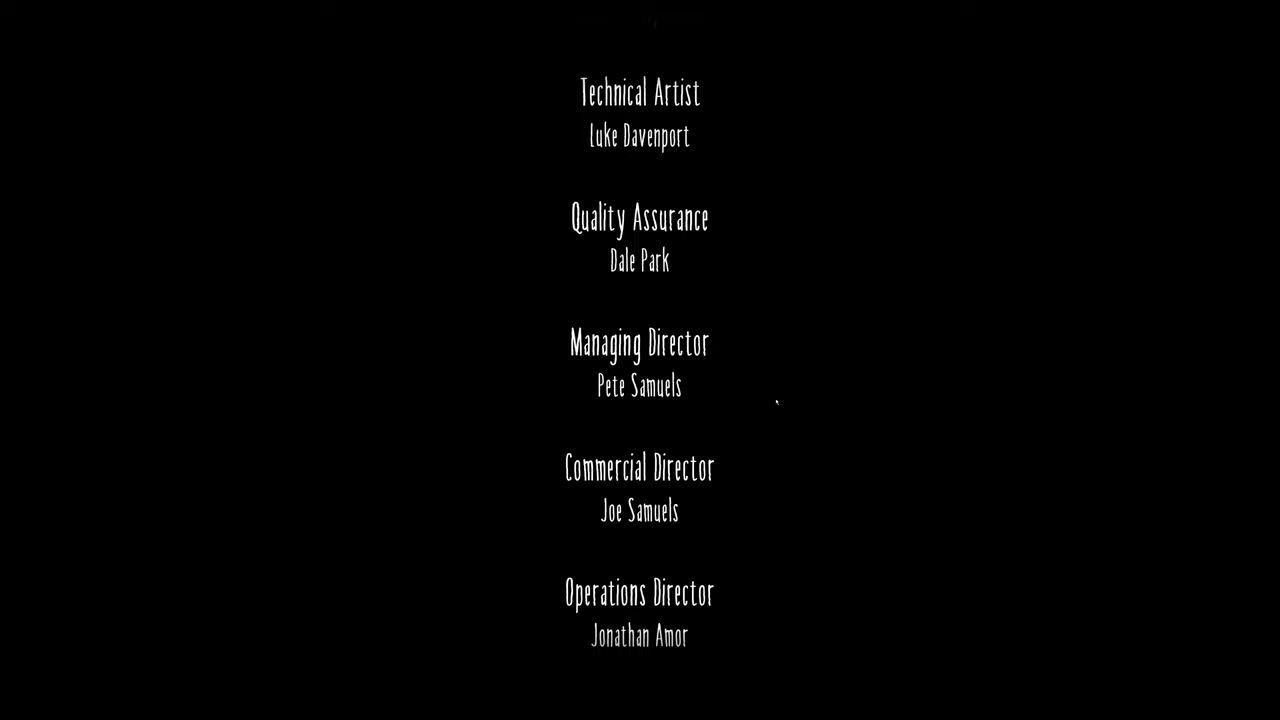 Technical Artist
Luke Davenport
Quality Assurance
Dale Park
Managing Director
Pete Samuels
Commercial Director
Joe Samuels
Operations Director
Jonathan Amor